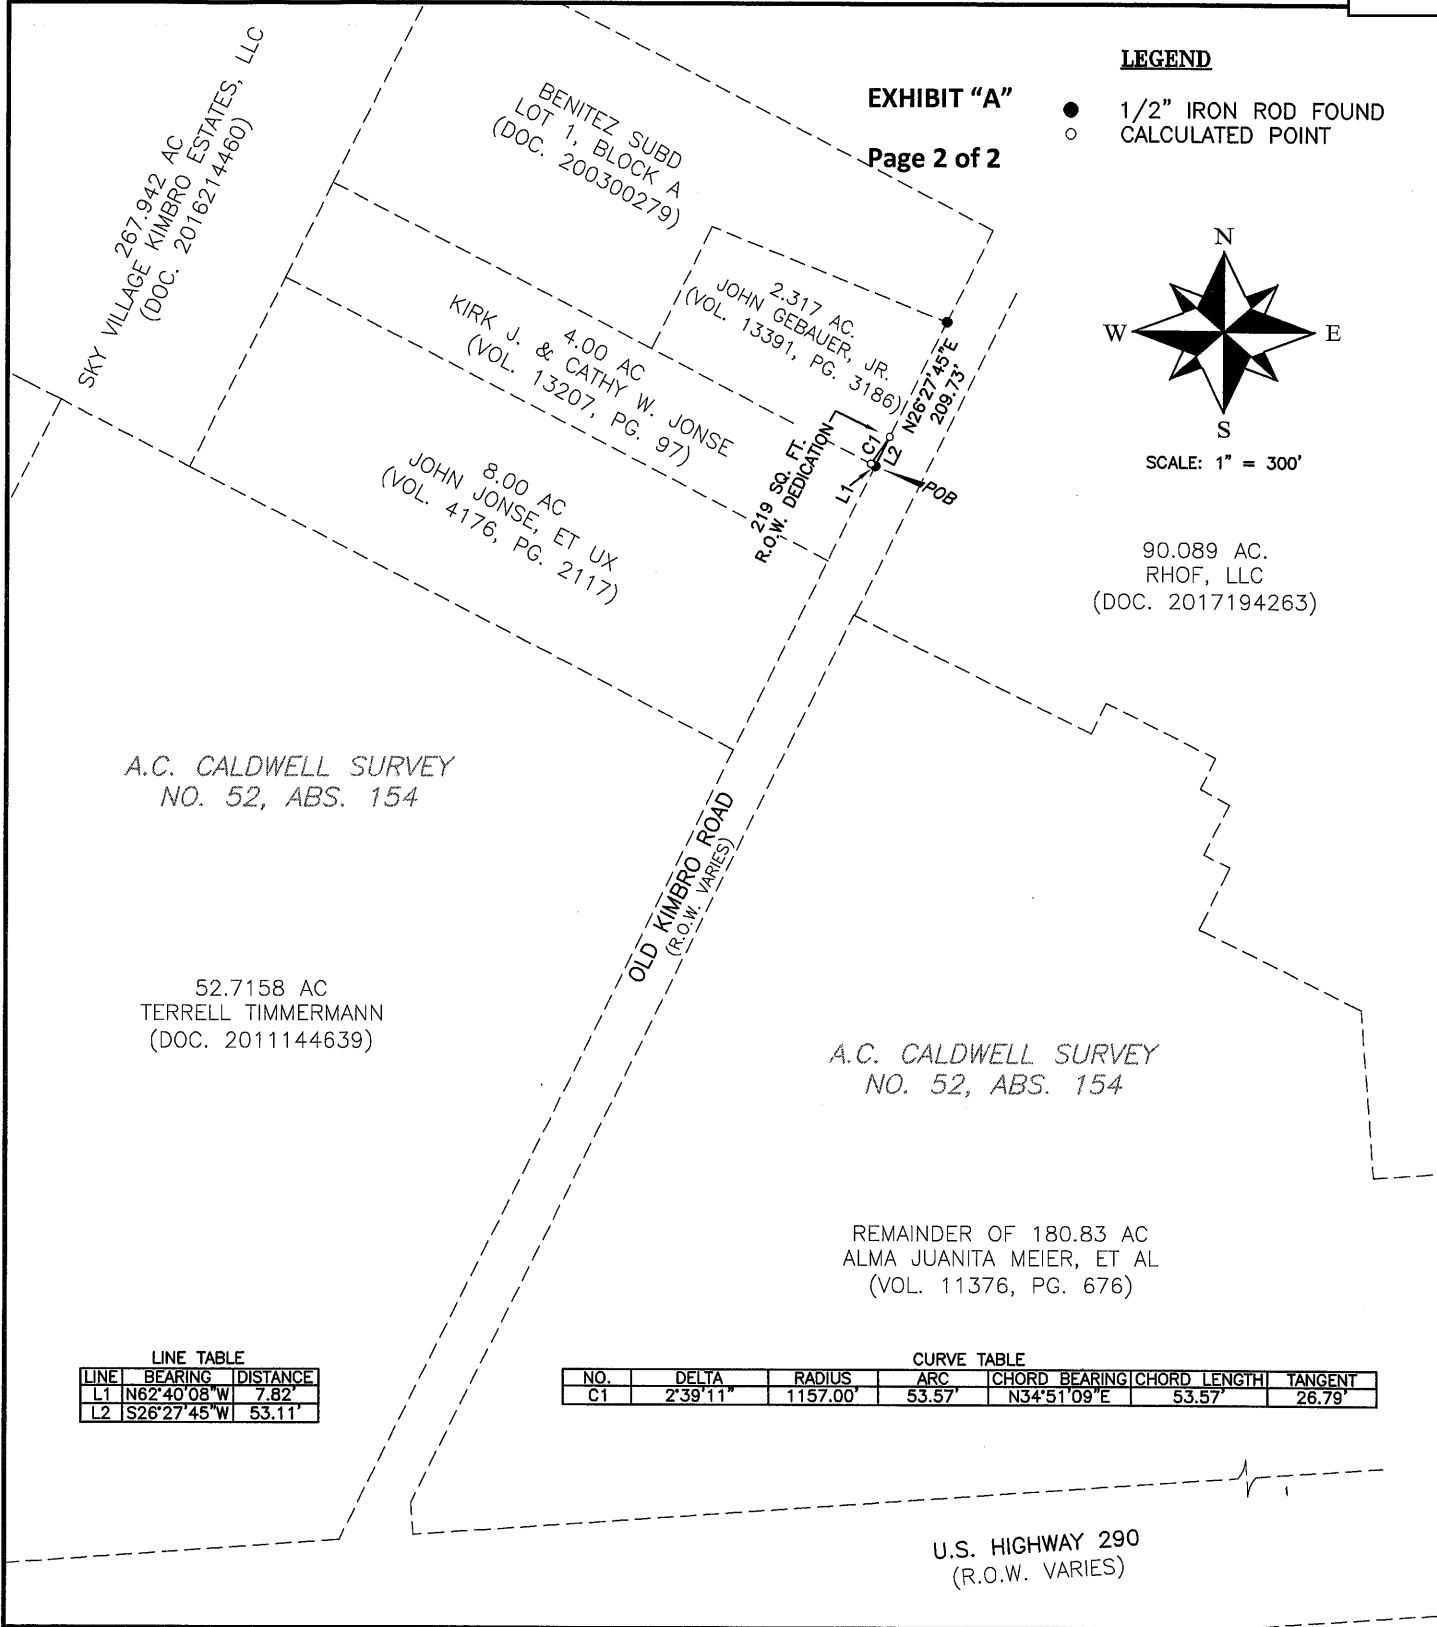 EXHIBIT “A”
Page 2 of 2
LEGEND
1/2" IRON ROD FOUND
CALCULATED POINT
N
W
E
S
SCALE: 1" = 300'
267.942 AC
SKY VILLAGE KIMBRO ESTATES, LLC
(DOC. 2016214460)
BENITEZ SUBD
LOT 1, BLOCK A
(DOC. 200300279)
2.317 AC.
JOHN GEBAUER, JR.
(VOL. 13391, PG. 3186)
4.00 AC
KIRK J. & CATHY W. JONSE
(VOL. 13207, PG. 97)
8.00 AC
JOHN JONSE, ET UX
(VOL. 4176, PG. 2117)
N26°27'45"E
209.73'
219 SQ. FT.
R.O.W. DEDICATION
C1
L2
L1
POB
90.089 AC.
RHOF, LLC
(DOC. 2017194263)
A.C. CALDWELL SURVEY
NO. 52, ABS. 154
OLD KIMBRO ROAD
(R.O.W. VARIES)
52.7158 AC
TERRELL TIMMERMANN
(DOC. 2011144639)
A.C. CALDWELL SURVEY
NO. 52, ABS. 154
REMAINDER OF 180.83 AC
ALMA JUANITA MEIER, ET AL
(VOL. 11376, PG. 676)
LINE TABLE
LINE BEARING DISTANCE
L1 N62°40'08"W 7.82'
L2 S26°27'45"W 53.11'
CURVE TABLE
NO. DELTA RADIUS ARC CHORD BEARING CHORD LENGTH TANGENT
C1 2°39'11" 1157.00' 53.57' N34°51'09"E 53.57' 26.79'
U.S. HIGHWAY 290
(R.O.W. VARIES)